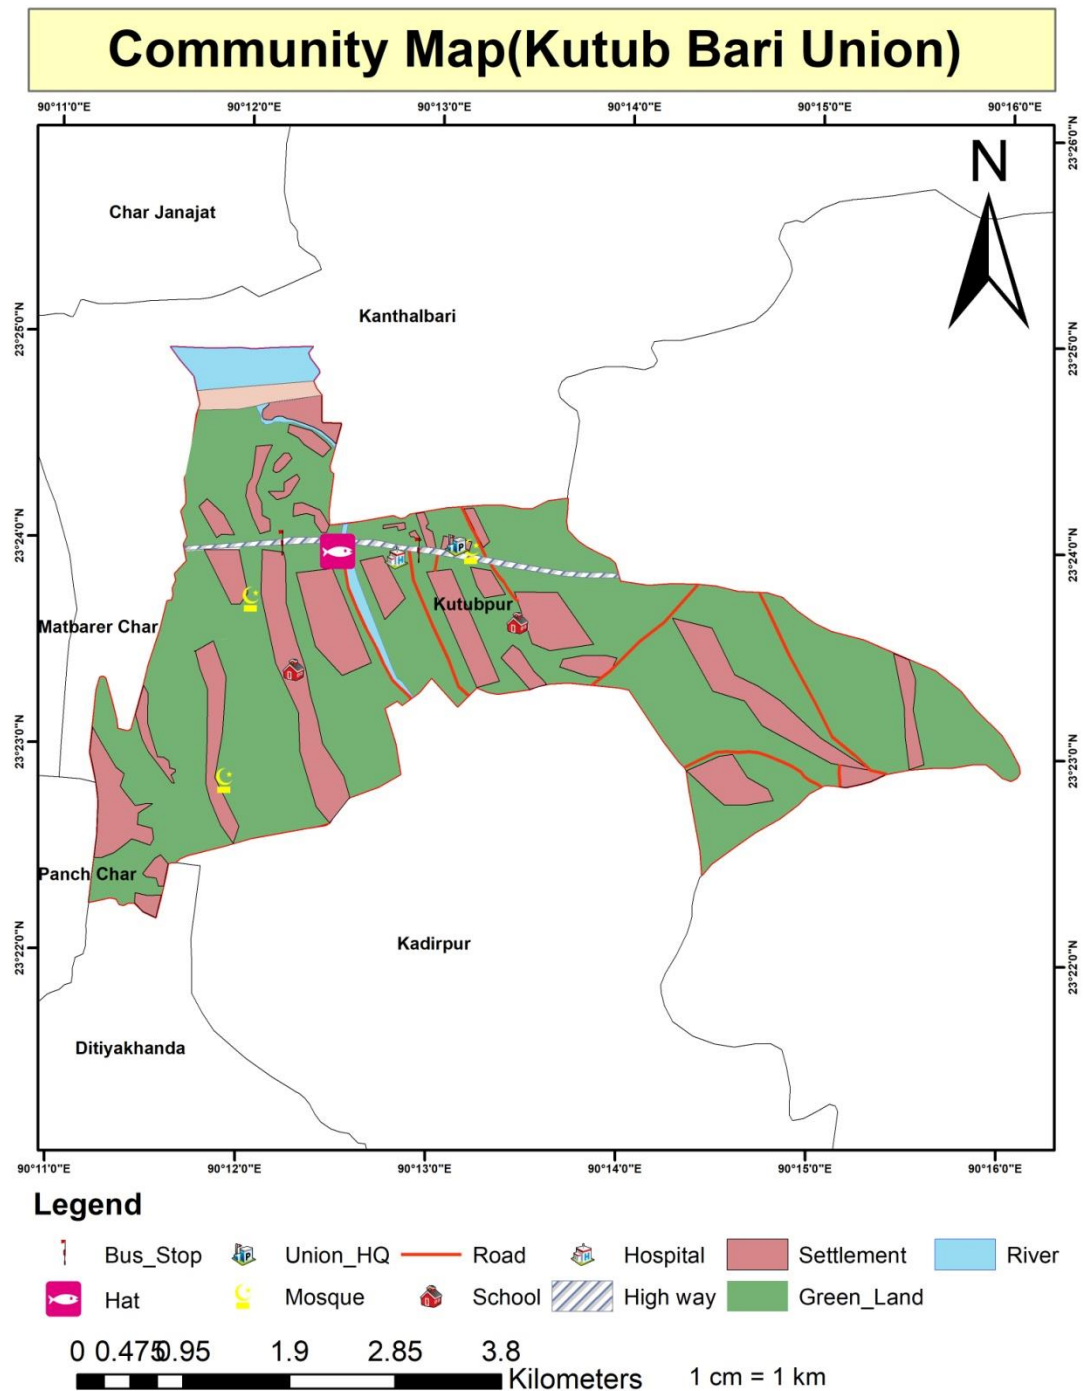 Community Map(Kutub Bari Union)
90°11'0"E 90°12'0"E 90°13'0"E 90°14'0"E 90°15'0"E 90°16'0"E
23°26'0"N
N
Char Janajat
Kanthalbari
23°25'0"N 23°25'0"N
23°24'0"N 23°24'0"N
H P
Kutubpur
Matbarer Char
23°23'0"N 23°23'0"N
Panch Char
Kadirpur
23°22'0"N 23°22'0"N
Ditiyakhanda
90°11'0"E 90°12'0"E 90°13'0"E 90°14'0"E 90°15'0"E 90°16'0"E
Legend
Bus_Stop P Union_HQ Road H Hospital Settlement River
Hat Mosque School High way Green_Land
0 0.475 0.95 1.9 2.85 3.8
Kilometers 1 cm = 1 km